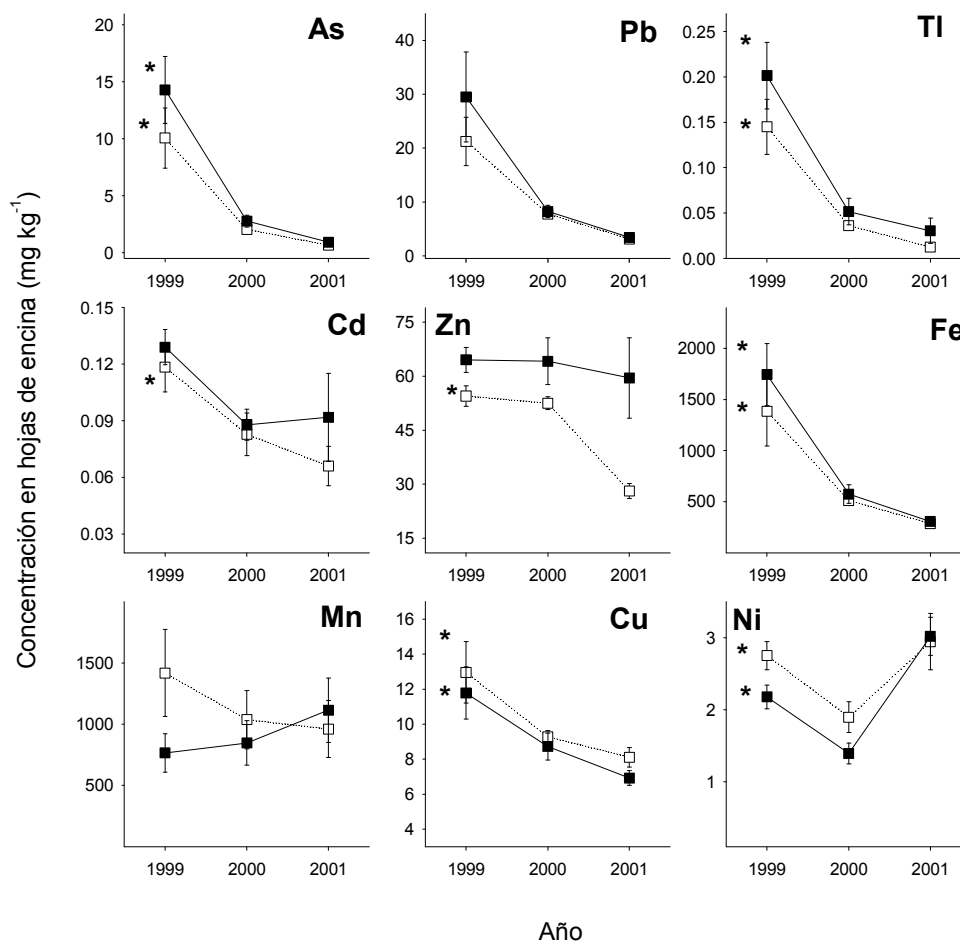 Concentración en hojas de encina (mg kg-1)
As
20
15
10
5
0
*
*
1999 2000 2001
Pb
40
30
20
10
0
1999 2000 2001
Tl
0.25
0.20
0.15
0.10
0.05
0.00
*
*
1999 2000 2001
Cd
0.15
0.12
0.09
0.06
0.03
*
1999 2000 2001
Zn
75
60
45
30
15
*
1999 2000 2001
Fe
2000
1500
1000
500
*
*
1999 2000 2001
Mn
1500
1000
500
1999 2000 2001
Cu
16
14
12
10
8
6
4
*
*
1999 2000 2001
Ni
3
2
1
*
*
1999 2000 2001
Año